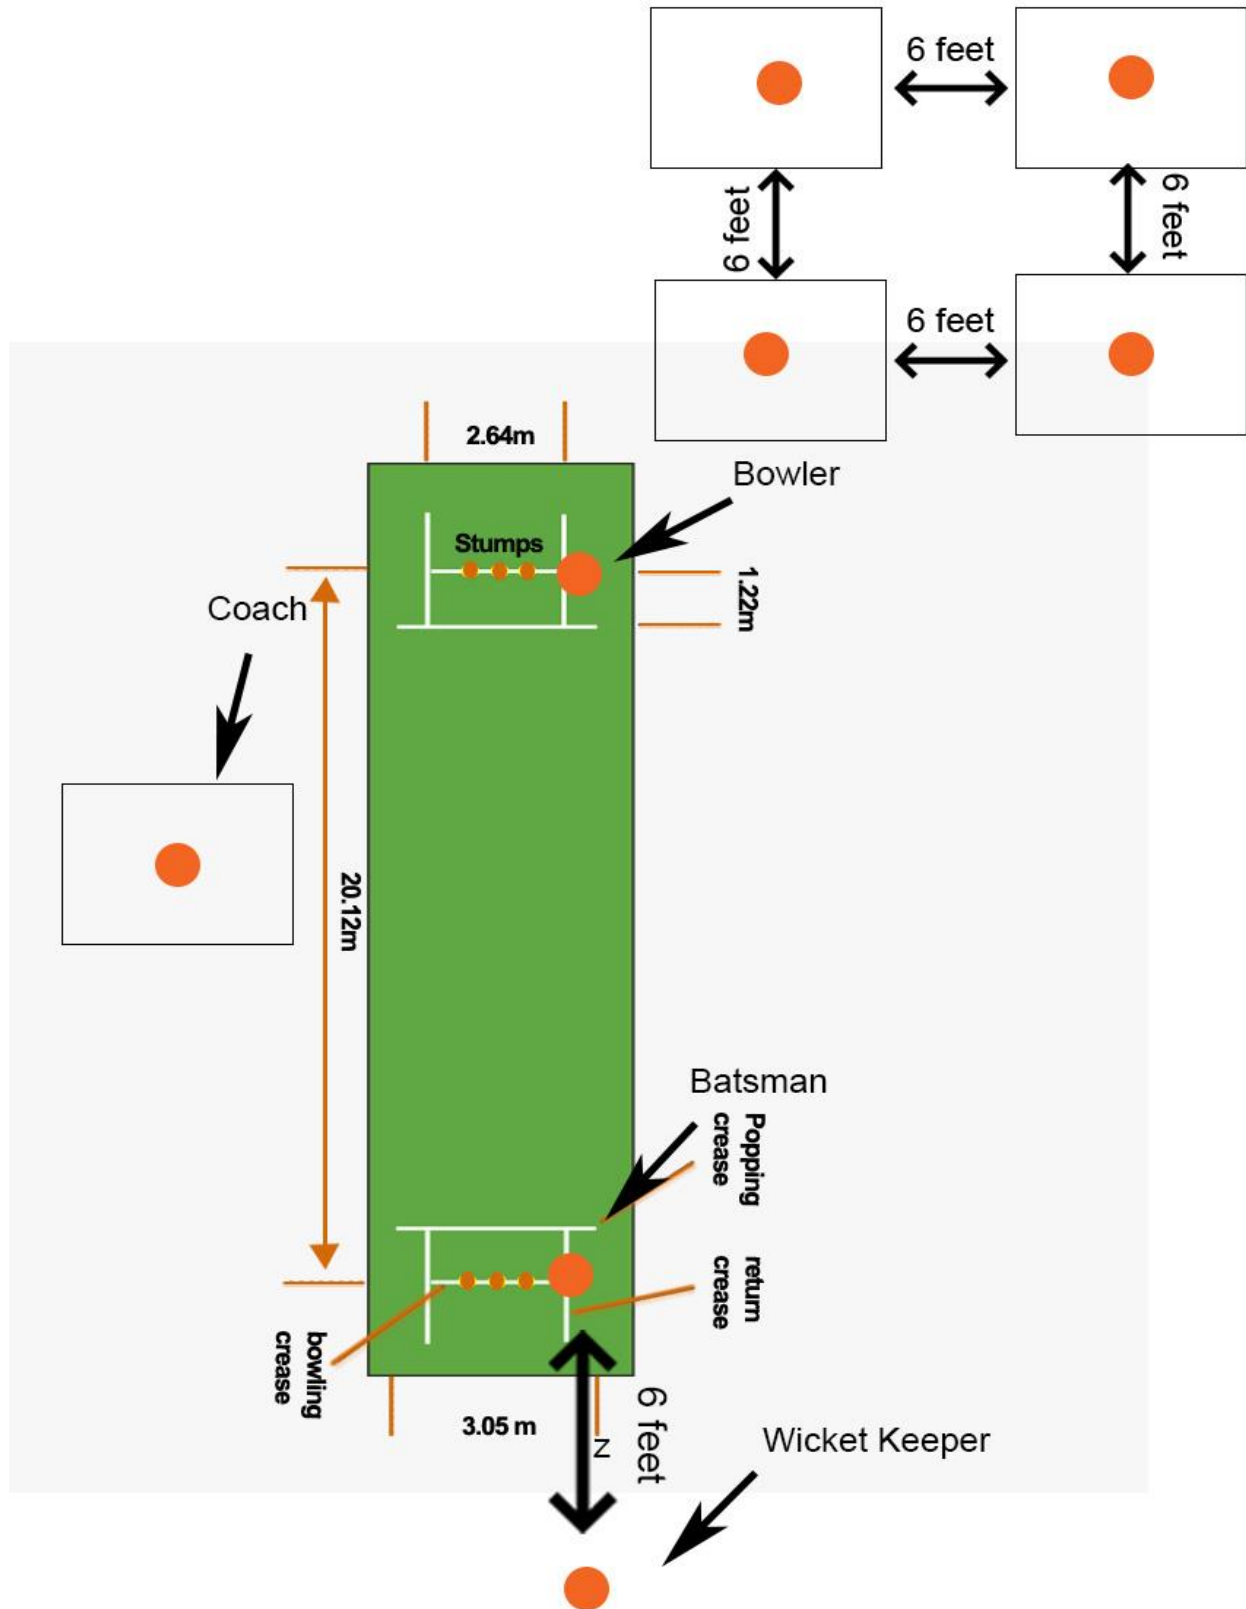 6 feet
6 feet
6 feet
6 feet
2.64m
Bowler
Stumps
1.22m
Coach
20.12m
Batsman
Popping
crease
return
crease
bowling
crease
3.05 m
6 feet
N
Wicket Keeper